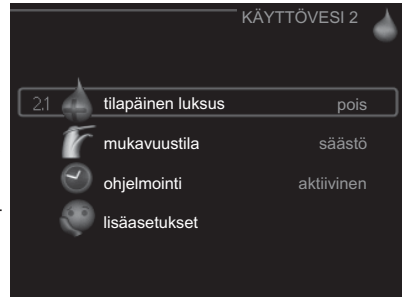 KÄYTTÖVESI 2
2.1 tilapäinen luksus pois
mukavuustila säästö
ohjelmointi aktiivinen
lisäasetukset